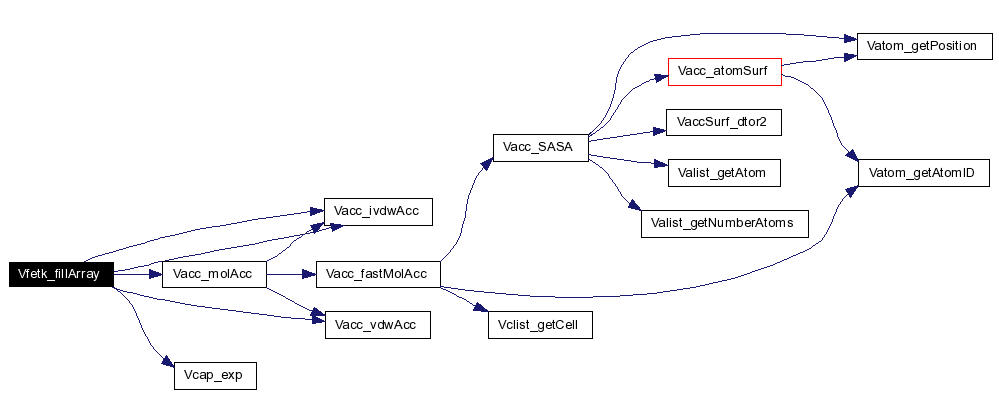 Vatom_getPosition
Vacc_atomSurf
VaccSurf_dtor2
Vacc_SASA
Valist_getAtom
Vatom_getAtomID
Vacc_ivdwAcc
Valist_getNumberAtoms
Vfetk_fillArray
Vacc_molAcc
Vacc_fastMolAcc
Vacc_vdwAcc
Vclist_getCell
Vcap_exp